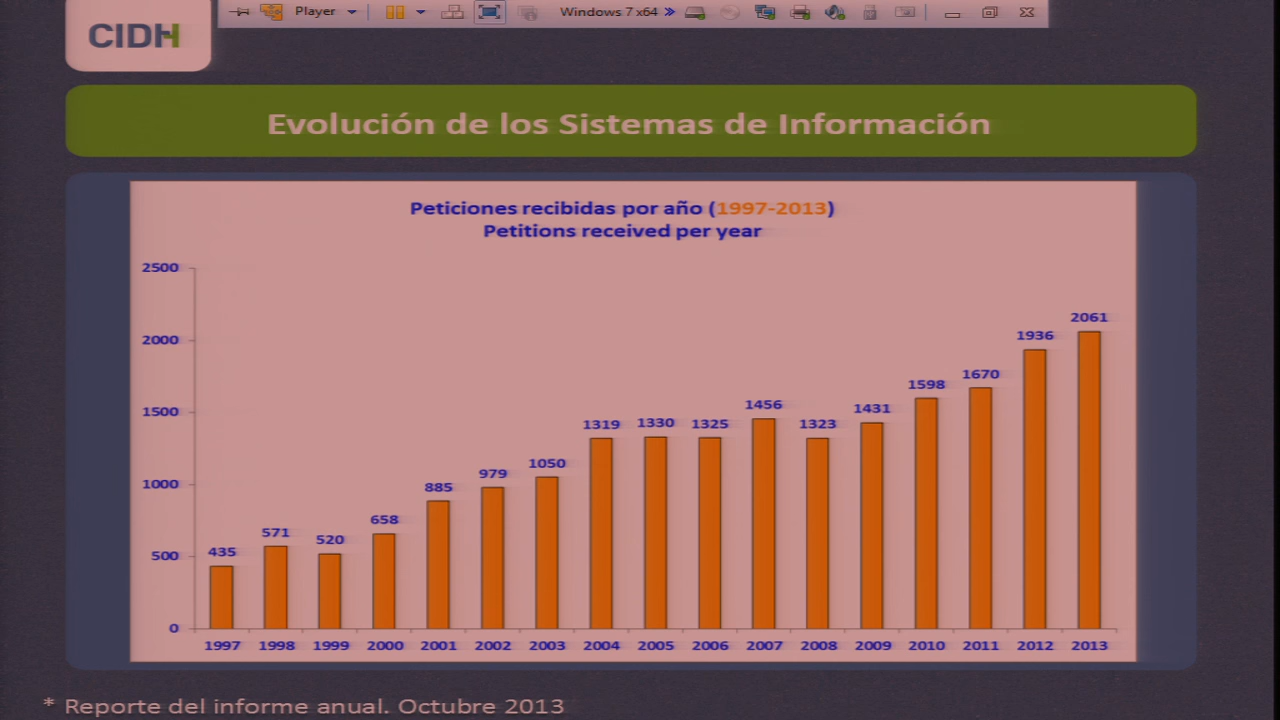 Player
Windows 7 x64
CIDH
Evolución de los Sistemas de Información
Peticiones recibidas por año (1997-2013)
Petitions received per year
2500
2000
1500
1000
500
0
435
571
520
658
885
979
1050
1319
1330
1325
1456
1323
1431
1598
1670
1936
2061
1997 1998 1999 2000 2001 2002 2003 2004 2005 2006 2007 2008 2009 2010 2011 2012 2013
* Reporte del informe anual. Octubre 2013